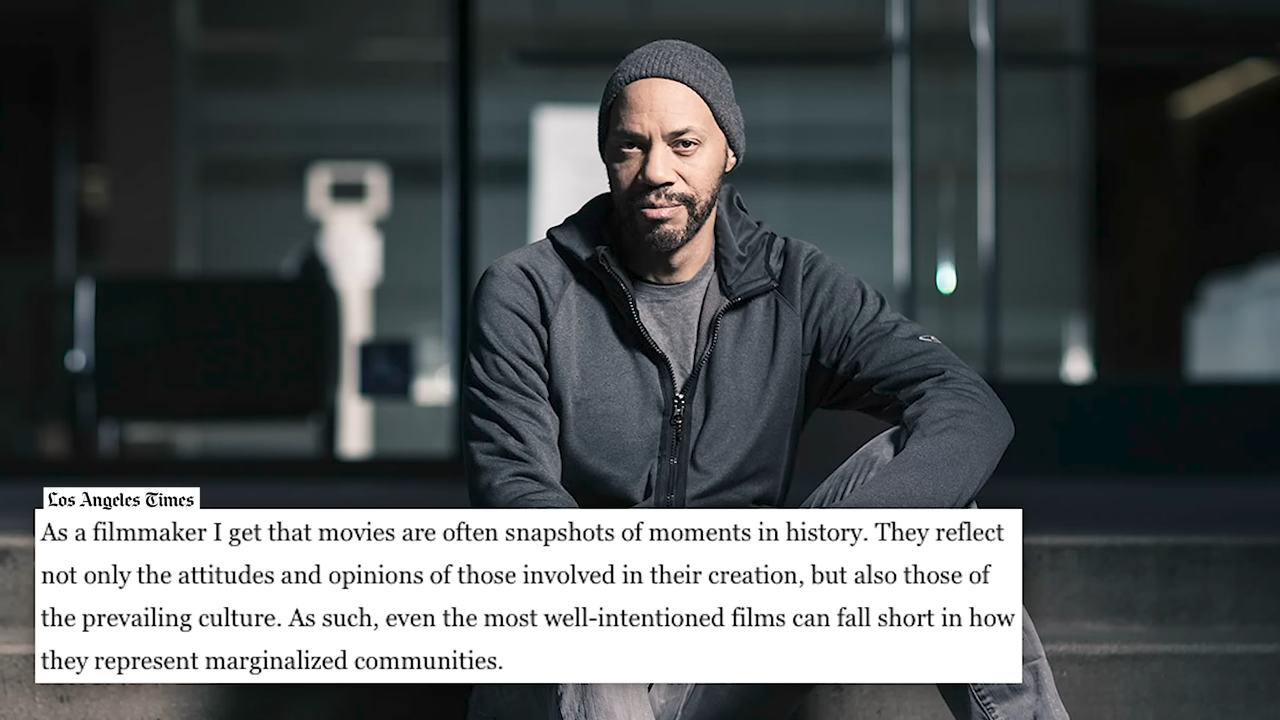 Los Angeles Times
As a filmmaker I get that movies are often snapshots of moments in history. They reflect
not only the attitudes and opinions of those involved in their creation, but also those of
the prevailing culture. As such, even the most well-intentioned films can fall short in how
they represent marginalized communities.